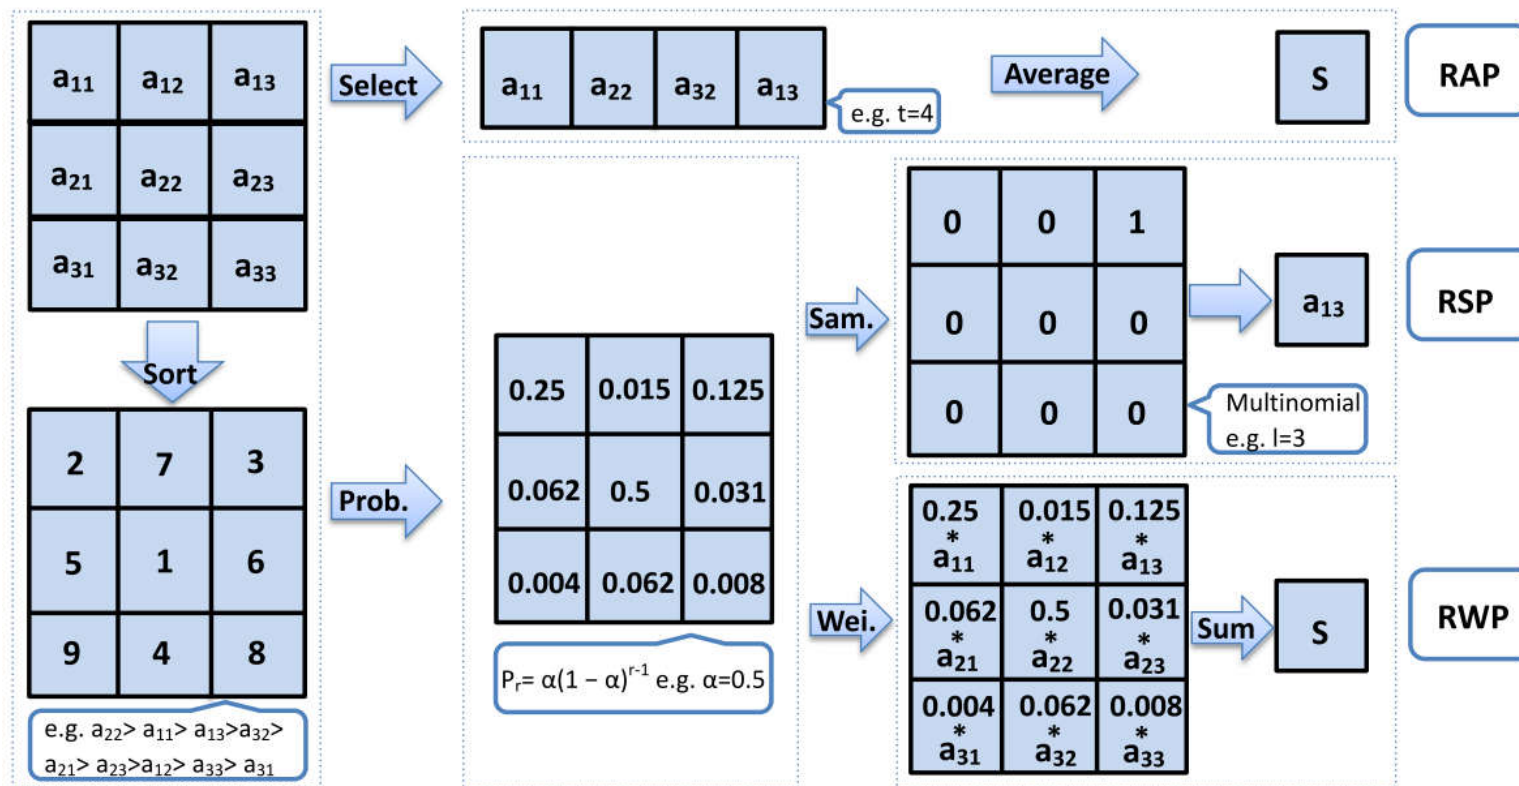 a₁₁ a₁₂ a₁₃
a₂₁ a₂₂ a₂₃
a₃₁ a₃₂ a₃₃
Select
a₁₁ a₂₂ a₃₂ a₁₃
e.g. t=4
Average
S
RAP
Sort
2 7 3
5 1 6
9 4 8
e.g. a₂₂> a₁₁> a₁₃>a₃₂>
a₂₁> a₂₃>a₁₂> a₃₃> a₃₁
Prob.
0.25 0.015 0.125
0.062 0.5 0.031
0.004 0.062 0.008
Pᵣ= α(1 − α)ʳ⁻¹ e.g. α=0.5
Sam.
0 0 1
0 0 0
0 0 0
Multinomial
e.g. l=3
a₁₃
RSP
Wei.
0.25 0.015 0.125
* * *
a₁₁ a₁₂ a₁₃
0.062 0.5 0.031
* * *
a₂₁ a₂₂ a₂₃
0.004 0.062 0.008
* * *
a₃₁ a₃₂ a₃₃
Sum
S
RWP